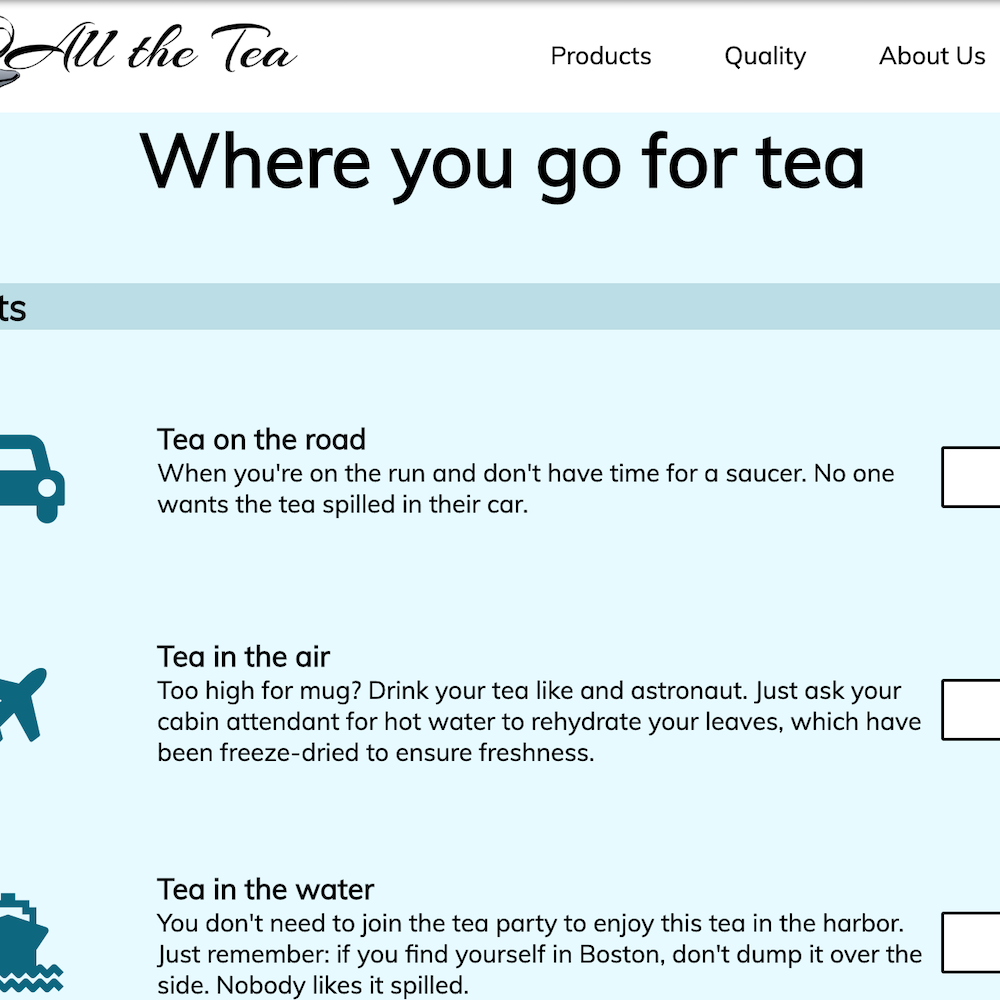 All the Tea
Products Quality About Us
Where you go for tea
ts
Tea on the road
When you're on the run and don't have time for a saucer. No one
wants the tea spilled in their car.
Tea in the air
Too high for mug? Drink your tea like and astronaut. Just ask your
cabin attendant for hot water to rehydrate your leaves, which have
been freeze-dried to ensure freshness.
Tea in the water
You don't need to join the tea party to enjoy this tea in the harbor.
Just remember: if you find yourself in Boston, don't dump it over the
side. Nobody likes it spilled.